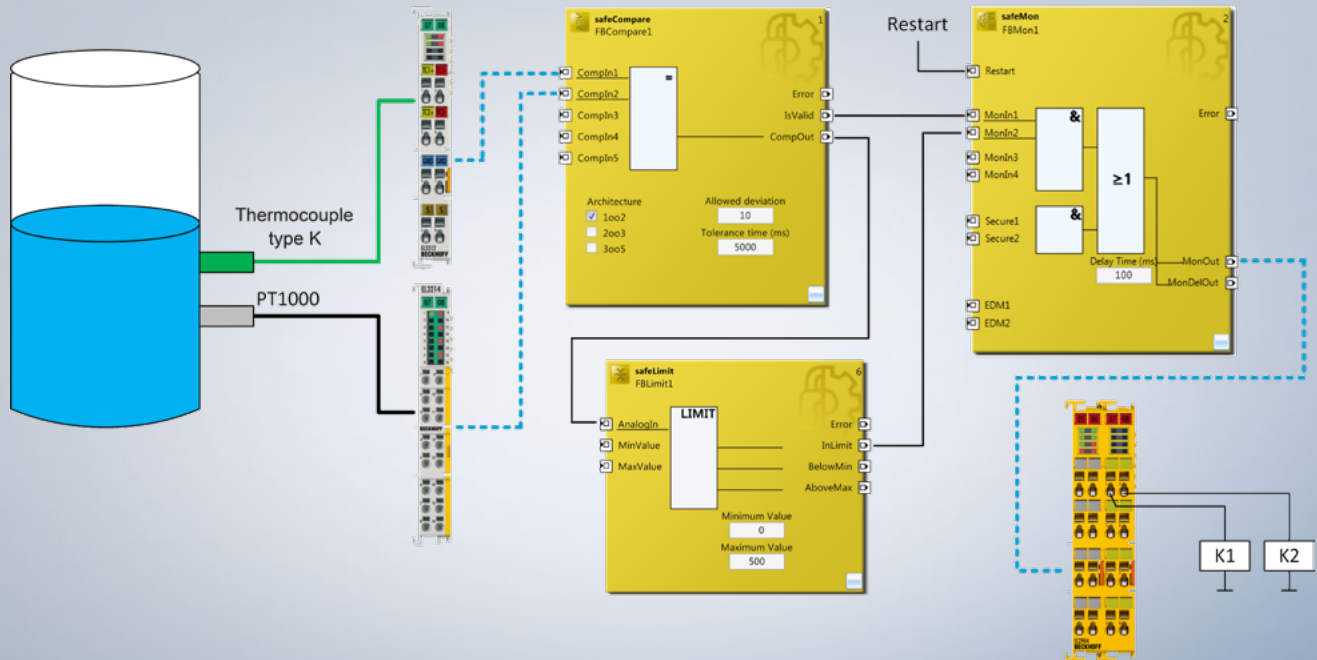 Thermocouple
type K
PT1000
BECKHOFF
EL3214
BECKHOFF
safeCompare
FBCompare1
1
CompIn1
CompIn2
CompIn3
CompIn4
CompIn5
=
Error
IsValid
CompOut
Architecture
1oo2
2oo3
3oo5
Allowed deviation
10
Tolerance time (ms)
5000
Restart
safeMon
FBMon1
2
Restart
MonIn1
MonIn2
MonIn3
MonIn4
Secure1
Secure2
EDM1
EDM2
&
&
≥1
Error
Delay Time (ms)
100
MonOut
MonDelOut
safeLimit
FBLimit1
6
AnalogIn
MinValue
MaxValue
LIMIT
Error
InLimit
BelowMin
AboveMax
Minimum Value
0
Maximum Value
500
BECKHOFF
K1
K2